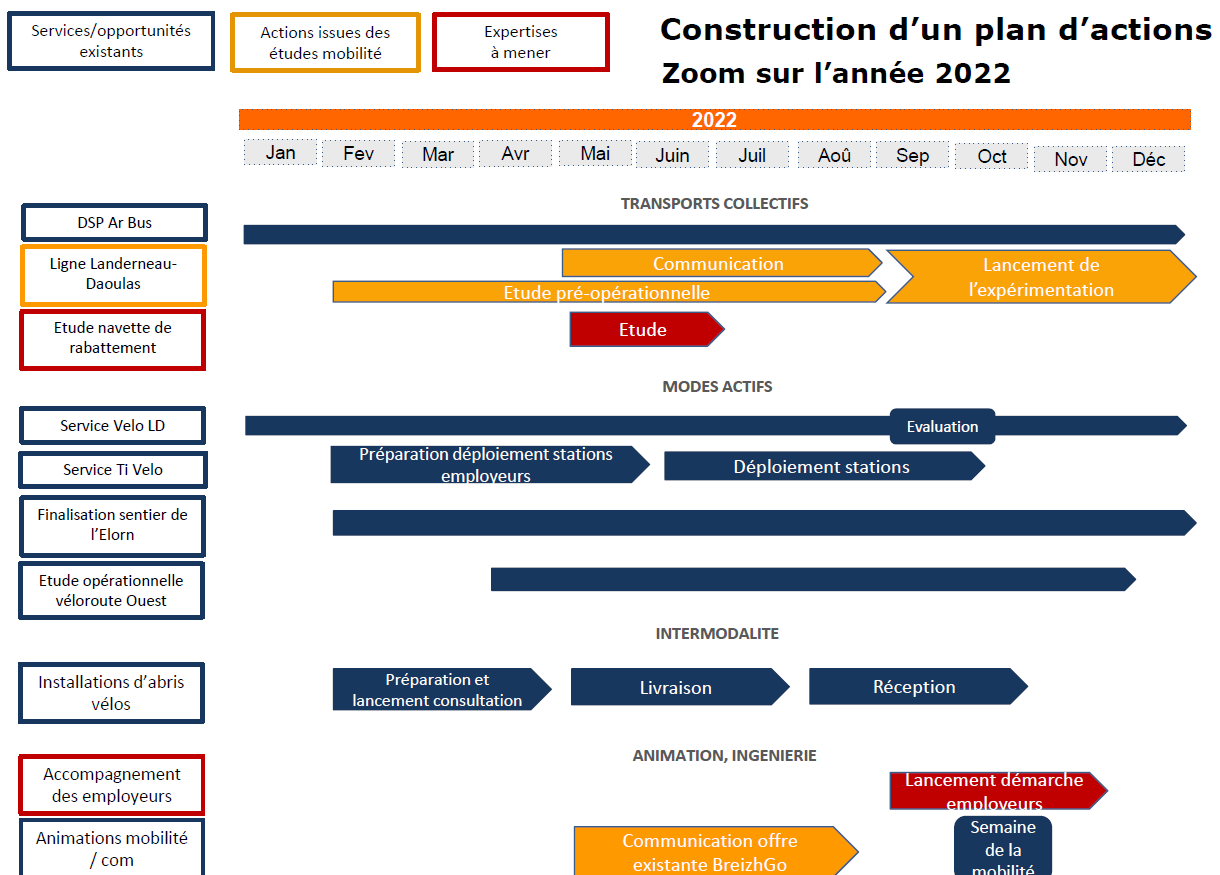 Services/opportunités
existants
Actions issues des
études mobilité
Expertises
à mener
Construction d’un plan d’actions
Zoom sur l’année 2022
2022
Jan
Fev
Mar
Avr
Mai
Juin
Juil
Aoû
Sep
Oct
Nov
Déc
TRANSPORTS COLLECTIFS
DSP Ar Bus
Ligne Landerneau-
Daoulas
Communication
Etude pré-opérationnelle
Lancement de
l’expérimentation
Etude navette de
rabattement
Etude
MODES ACTIFS
Service Velo LD
Evaluation
Service Ti Velo
Préparation déploiement stations
employeurs
Déploiement stations
Finalisation sentier de
l’Elorn
Etude opérationnelle
véloroute Ouest
INTERMODALITE
Installations d’abris
vélos
Préparation et
lancement consultation
Livraison
Réception
ANIMATION, INGENIERIE
Accompagnement
des employeurs
Lancement démarche
employeurs
Animations mobilité
/ com
Communication offre
existante BreizhGo
Semaine
de la
mobilité